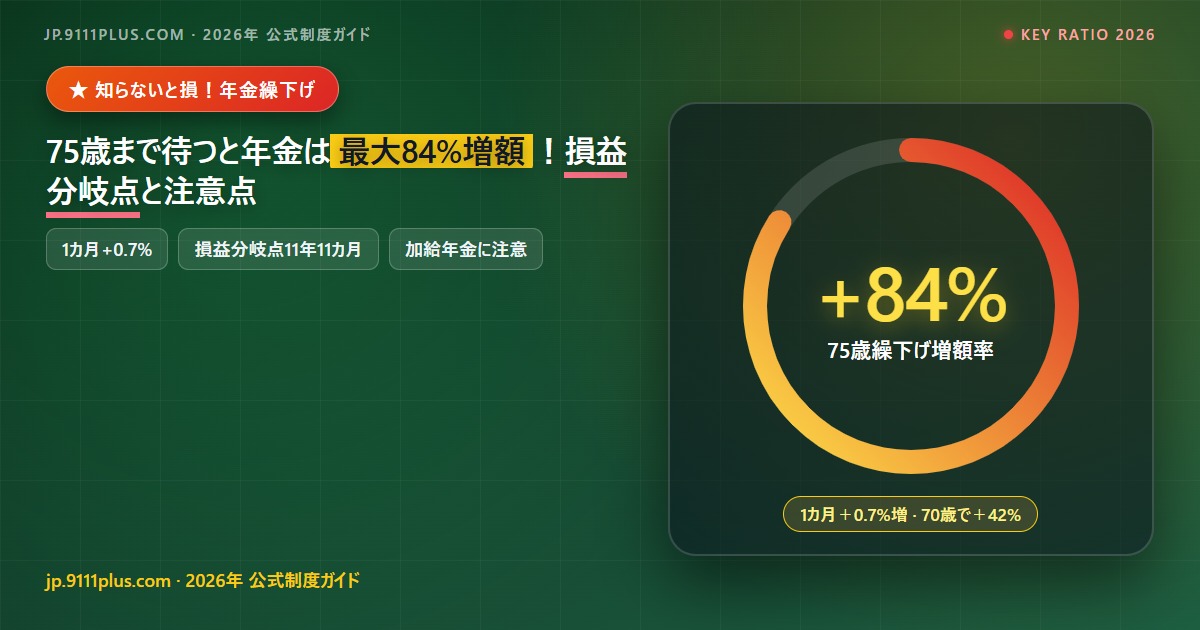 JP.9111PLUS.COM · 2026年 公式制度ガイド
KEY RATIO 2026
★ 知らないと損！年金繰下げ
75歳まで待つと年金は 最大84%増額 ！損益
分岐点と注意点
1カ月+0.7%
損益分岐点11年11カ月
加給年金に注意
+84%
75歳繰下げ増額率
1カ月＋0.7%増 · 70歳で＋42%
jp.9111plus.com · 2026年 公式制度ガイド